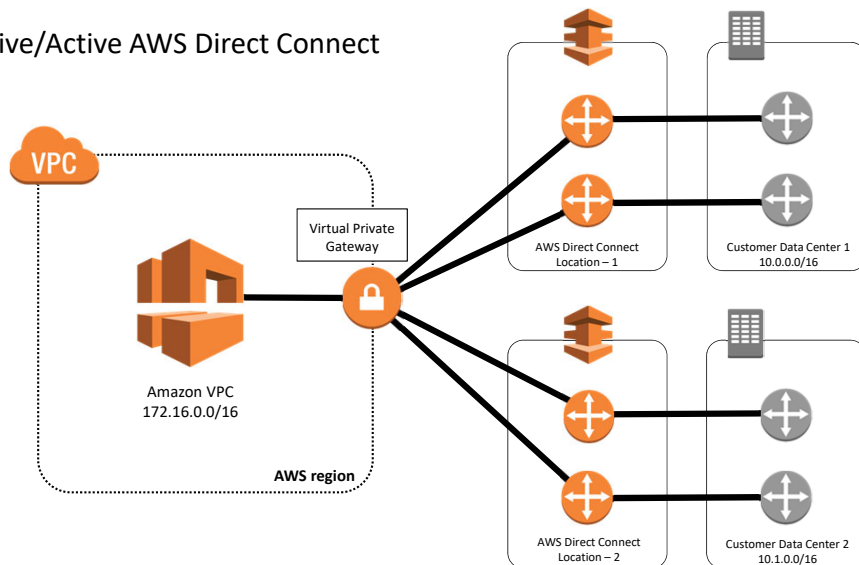 ive/Active AWS Direct Connect
VPC
Virtual Private
Gateway
Amazon VPC
172.16.0.0/16
AWS region
AWS Direct Connect
Location – 1
Customer Data Center 1
10.0.0.0/16
AWS Direct Connect
Location – 2
Customer Data Center 2
10.1.0.0/16